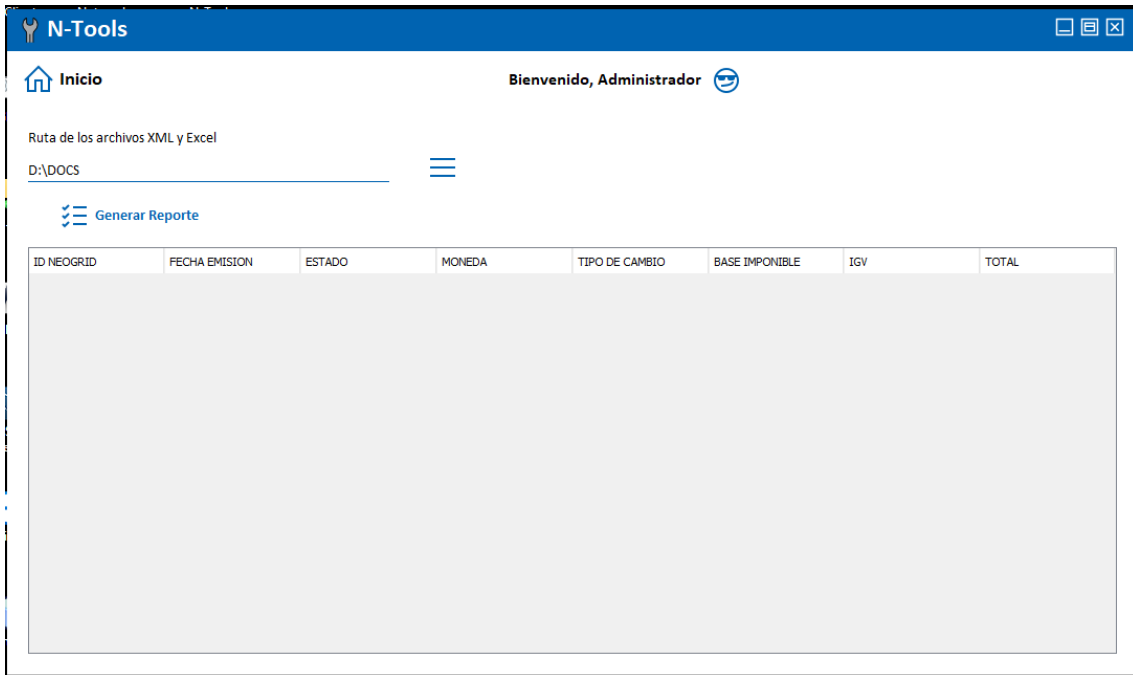 N-Tools
Inicio
Bienvenido, Administrador
Ruta de los archivos XML y Excel
D:\DOCS
Generar Reporte
ID NEOGRID FECHA EMISION ESTADO MONEDA TIPO DE CAMBIO BASE IMPONIBLE IGV TOTAL